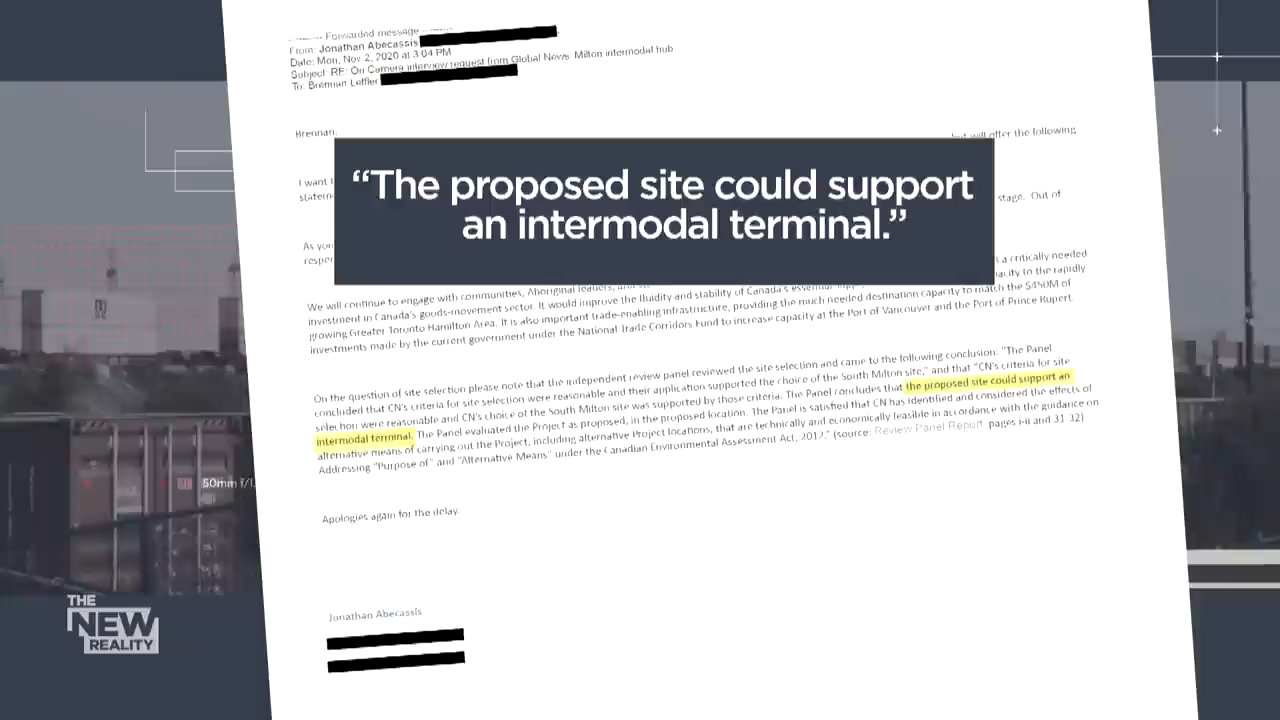 Forwarded message
From: Jonathan Abecassis
Date: Mon, Nov 2, 2020 at 3:04 PM
Subject: RE: On Camera interview request from Global News: Milton intermodal hub
To: Brennan Leffler
Brennan,
but will offer the following
I want
stage. Out of
“The proposed site could support
an intermodal terminal.”
As you
s a critically needed
We will continue to engage with communities, Aboriginal leaders,
acity to the rapidly
investment in Canada's goods-movement sector. It would improve the fluidity and stability of Canada's essential
growing Greater Toronto Hamilton Area. It is also important trade-enabling infrastructure, providing the much needed destination capacity to match the $450M of
investments made by the current government under the National Trade Corridors Fund to increase capacity at the Port of Vancouver and the Port of Prince Rupert.
On the question of site selection please note that the independent review panel reviewed the site selection and came to the following conclusion: "The Panel
concluded that CN's criteria for site selection were reasonable and their application supported the choice of the South Milton site," and that "CN's criteria for site
selection were reasonable and CN's choice of the South Milton site was supported by those criteria. The Panel concludes that the proposed site could support an
intermodal terminal. The Panel evaluated the Project as proposed, in the proposed location. The Panel is satisfied that CN has identified and considered the effects of
alternative means of carrying out the Project, including alternative Project locations, that are technically and economically feasible in accordance with the guidance on
Addressing "Purpose of" and "Alternative Means" under the Canadian Environmental Assessment Act, 2012." (source: Review Panel Report pages i-ii and 31-32)
Apologies again for the delay.
Jonathan Abecassis
50mm f/1.
THE
NEW
REALITY